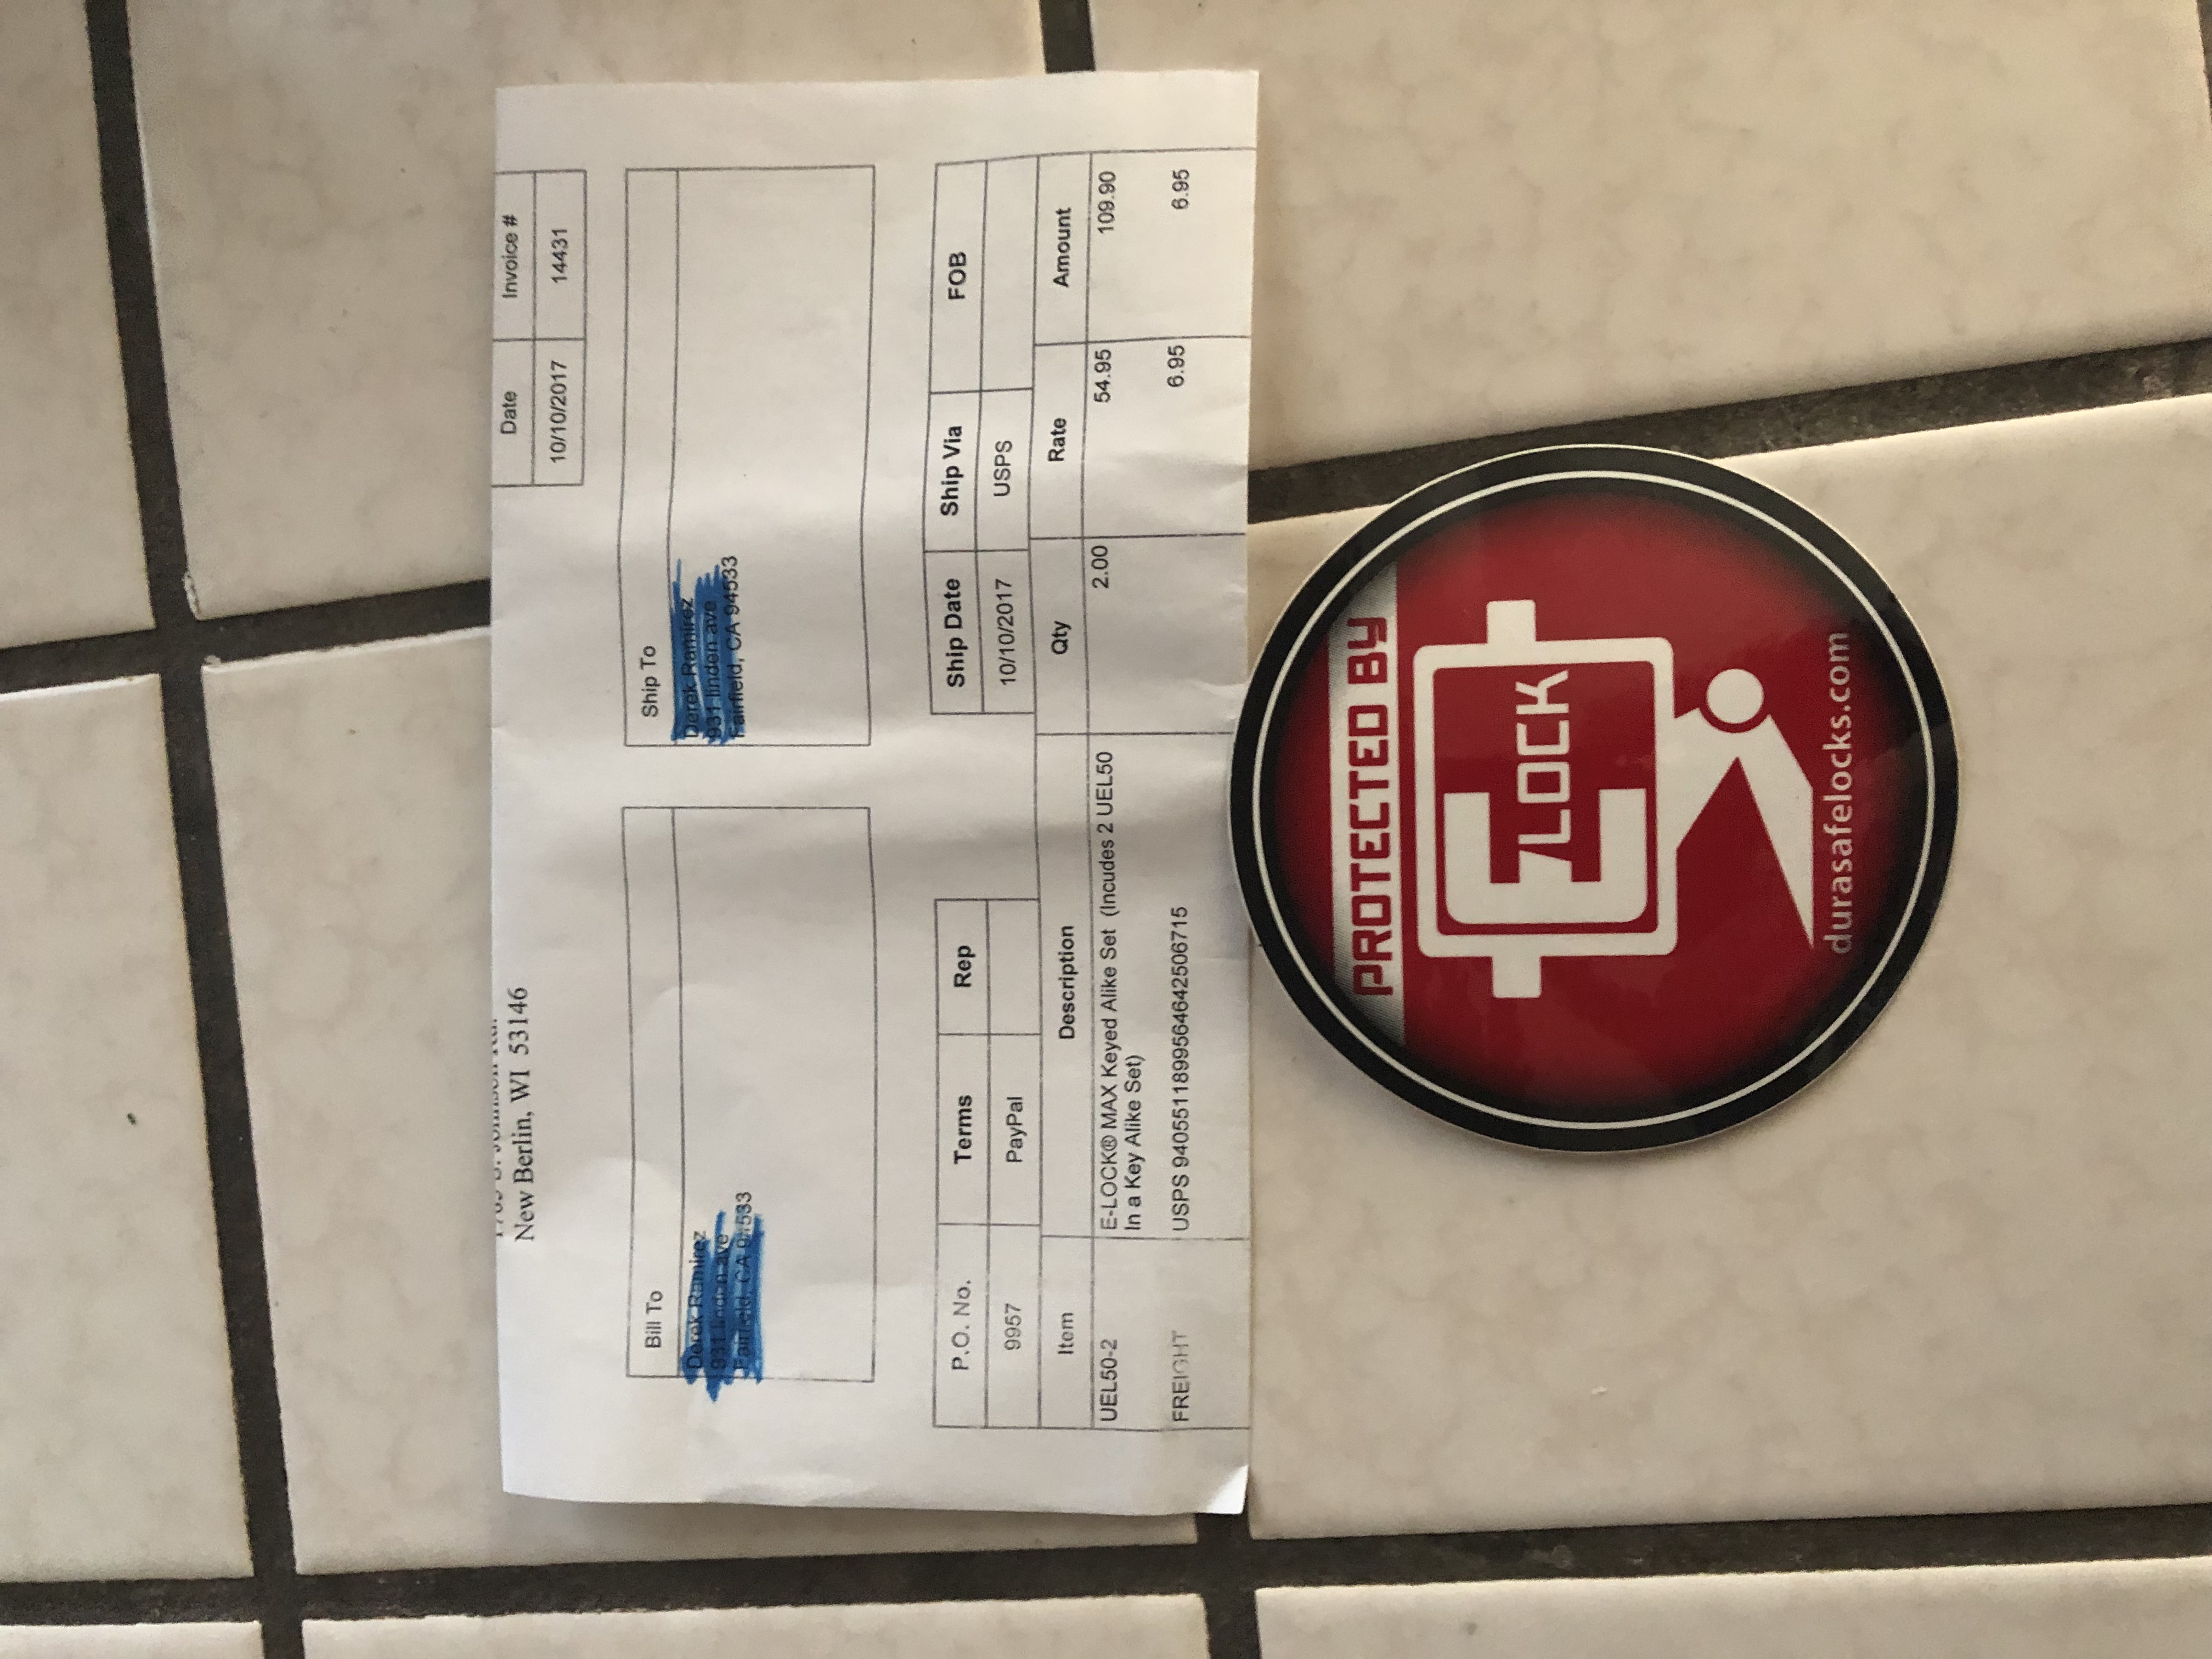 New Berlin, WI 53146
Date
Invoice #
10/10/2017
14431
Bill To
Ship To
P.O. No.
Terms
Rep
Ship Date
Ship Via
FOB
9957
PayPal
10/10/2017
USPS
Item
Description
Qty
Rate
Amount
UEL50-2
E-LOCK® MAX Keyed Alike Set (Incudes 2 UEL50
In a Key Alike Set)
2.00
54.95
109.90
FREIGHT
USPS 9405511899564642506715
6.95
6.95
PROTECTED BY
E LOCK
durasafelocks.com